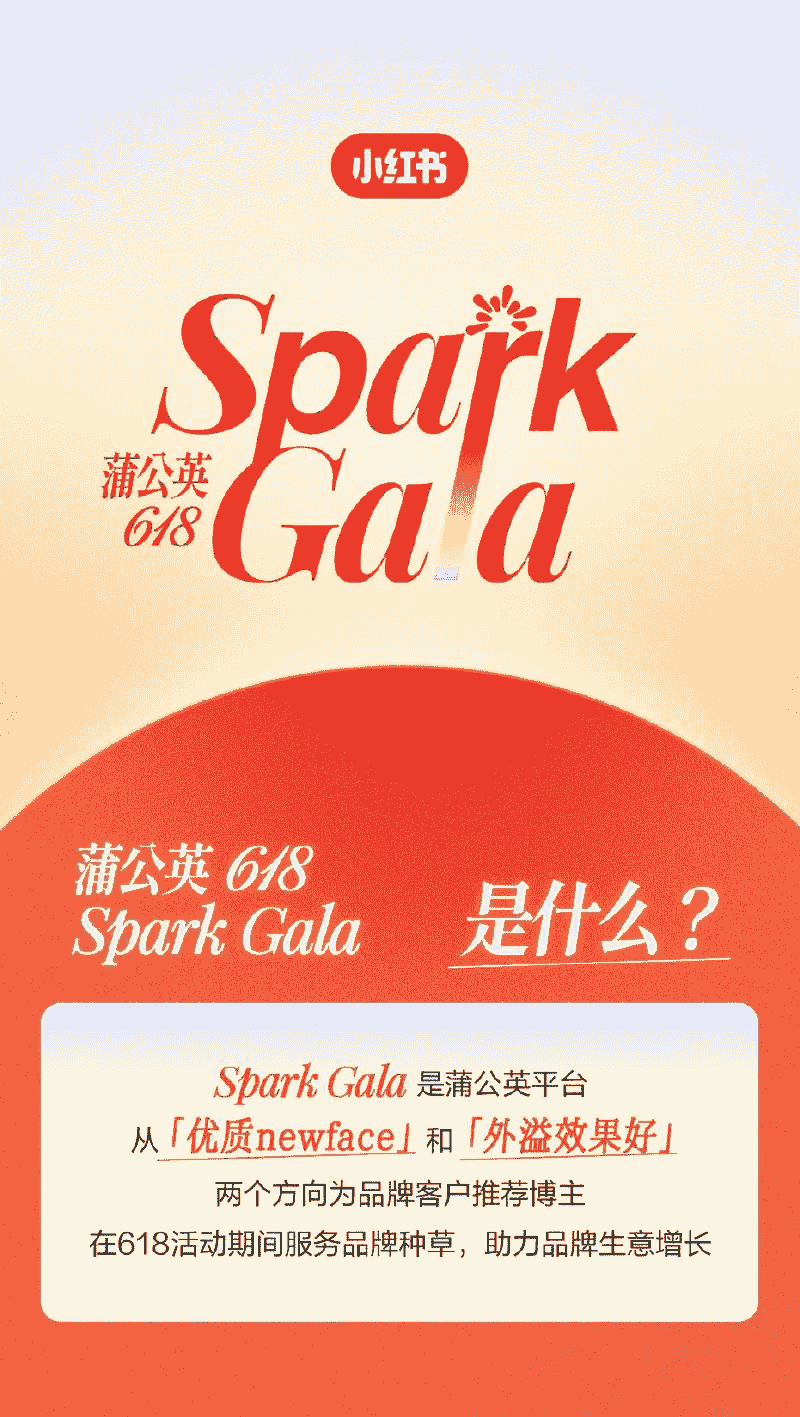 小红书
Spark
蒲公英
618
Gala
蒲公英 618
Spark Gala
是什么？
Spark Gala 是蒲公英平台
从「优质newface」和「外溢效果好」
两个方向为品牌客户推荐博主
在618活动期间服务品牌种草，助力品牌生意增长